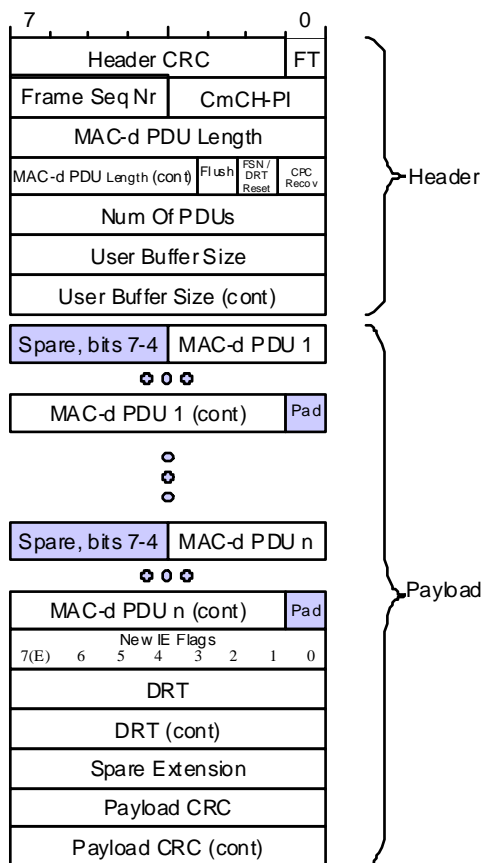 7 0
Header CRC FT
Frame Seq Nr CmCH-PI
MAC-d PDU Length
MAC-d PDU Length (cont) Flush FSN / DRT Reset CPC Recov
Header
Num Of PDUs
User Buffer Size
User Buffer Size (cont)
Spare, bits 7-4 MAC-d PDU 1
MAC-d PDU 1 (cont) Pad
Spare, bits 7-4 MAC-d PDU n
MAC-d PDU n (cont) Pad
Payload
New IE Flags
7(E) 6 5 4 3 2 1 0
DRT
DRT (cont)
Spare Extension
Payload CRC
Payload CRC (cont)